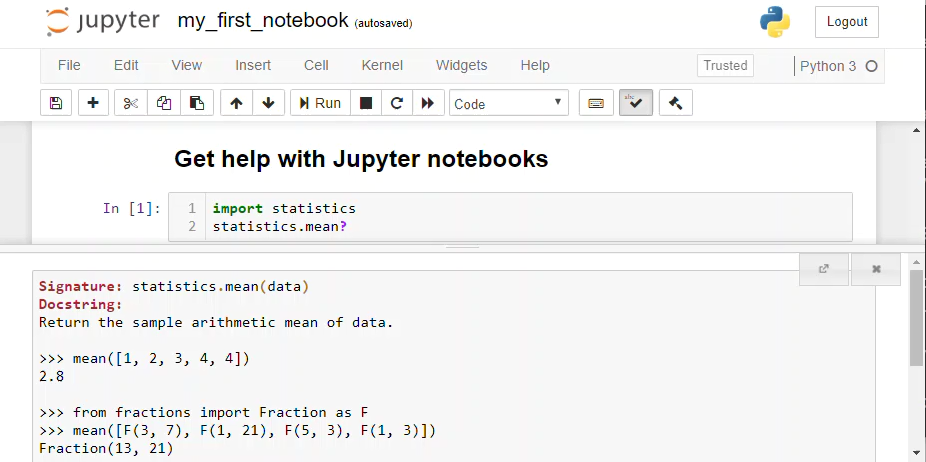 jupyter my_first_notebook (autosaved) Logout
File Edit View Insert Cell Kernel Widgets Help Trusted Python 3
Run Code abc
Get help with Jupyter notebooks
In [1]: 1 import statistics
2 statistics.mean?
Signature: statistics.mean(data)
Docstring:
Return the sample arithmetic mean of data.
>>> mean([1, 2, 3, 4, 4])
2.8
>>> from fractions import Fraction as F
>>> mean([F(3, 7), F(1, 21), F(5, 3), F(1, 3)])
Fraction(13, 21)